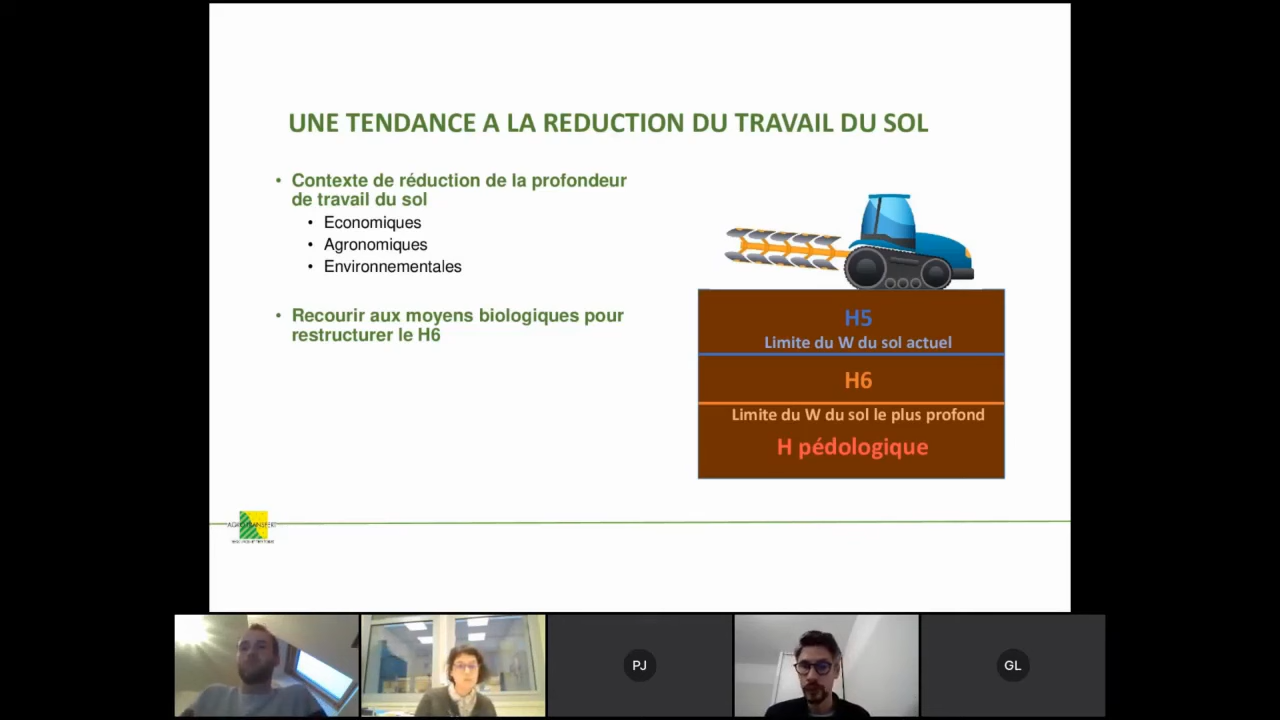 UNE TENDANCE A LA REDUCTION DU TRAVAIL DU SOL
• Contexte de réduction de la profondeur
de travail du sol
• Economiques
• Agronomiques
• Environnementales
• Recourir aux moyens biologiques pour
restructurer le H6
H5
Limite du W du sol actuel
H6
Limite du W du sol le plus profond
H pédologique
AGRO-TRANSFERT
PJ
GL